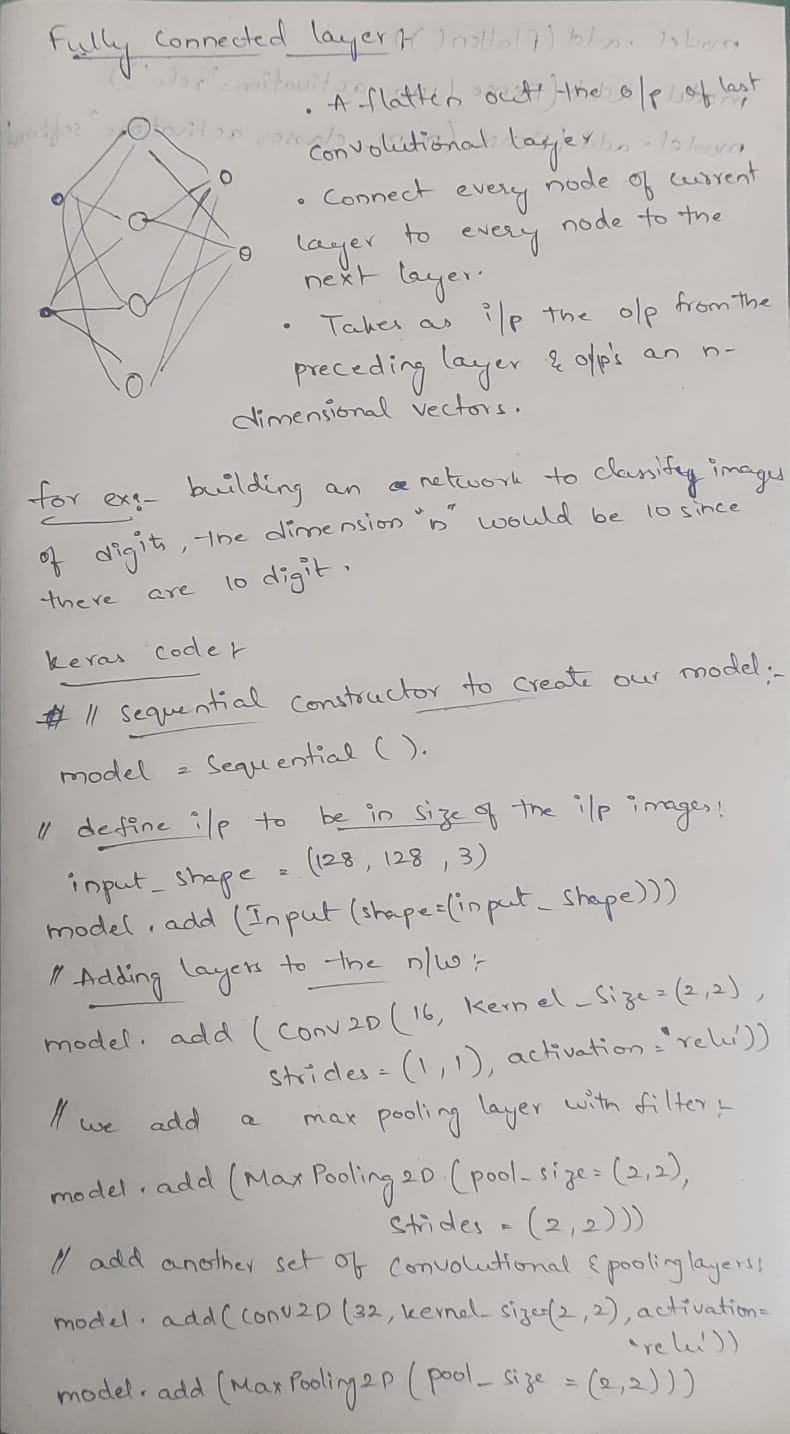 Fully connected layer :-
. A flatten out the o/p of last
convolutional layer.
. Connect every node of current
layer to every node to the
next layer.
. Takes as i/p the o/p from the
preceding layer & o/p's an n-
dimensional vectors.
for ex:- building an a network to classify images
of digits, the dimension "n" would be 10 since
there are 10 digit.
keras code :-
# // sequential constructor to create our model:-
model = Sequential ( ).
// define i/p to be in size of the i/p images:
input_shape = (128, 128, 3)
model . add (Input (shape=(input_shape)))
// Adding layers to the n/w :-
model. add (Conv2D (16, Kernel_Size = (2,2),
strides = (1,1), activation = 'relu'))
// we add a max pooling layer with filter :-
model . add (MaxPooling2D (pool_size = (2,2),
strides = (2,2)))
// add another set of convolutional & pooling layers:
model . add (Conv2D (32, kernel_size=(2,2), activation=
'relu'))
model. add (MaxPooling2D (pool_size = (2,2)))